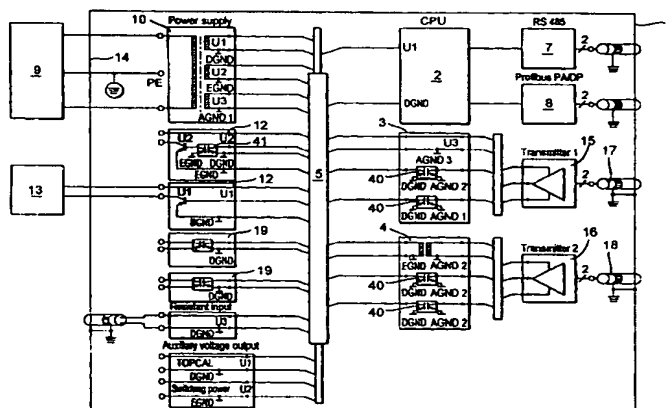 10 Power supply
CPU
RS 485
14
U1
DGND
U2
EGND
U3
AGND 1
PE
9
U1
2
DGND
2
7
Profibus PA/DP
2
8
12
U2
U2
41
EGND
DGND
EGND
12
U1
U1
13
5
3
U3
AGND 3
40
DGND AGND 2
40
DGND AGND 1
Transmitter 1
15
17
2
19
DGND
19
DGND
4
EGND AGND 2
40
DGND AGND 2
40
DGND AGND 2
Transmitter 2
16
18
2
input
U3
DGND
Auxiliary voltage output
TOPCAL U1
DGND
Switching power U2
EGND